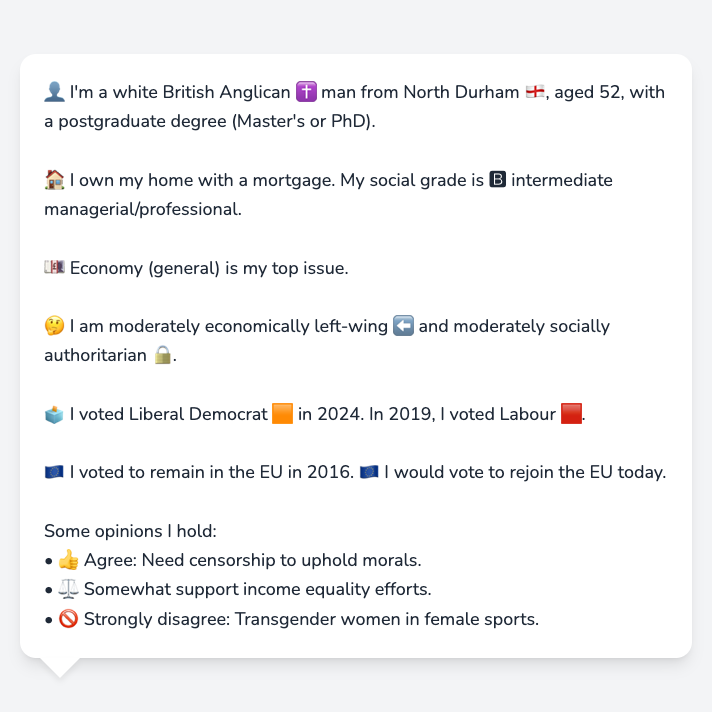 👤 I'm a white British Anglican ✝️ man from North Durham 🏴󠁧󠁢󠁥󠁮󠁧󠁿, aged 52, with
a postgraduate degree (Master's or PhD).
🏠 I own my home with a mortgage. My social grade is 🅱 intermediate
managerial/professional.
💷 Economy (general) is my top issue.
🤔 I am moderately economically left-wing ⬅️ and moderately socially
authoritarian 🔒.
🗳️ I voted Liberal Democrat 🟧 in 2024. In 2019, I voted Labour 🟥.
🇪🇺 I voted to remain in the EU in 2016. 🇪🇺 I would vote to rejoin the EU today.
Some opinions I hold:
• 👍 Agree: Need censorship to uphold morals.
• ⚖️ Somewhat support income equality efforts.
• 🚫 Strongly disagree: Transgender women in female sports.